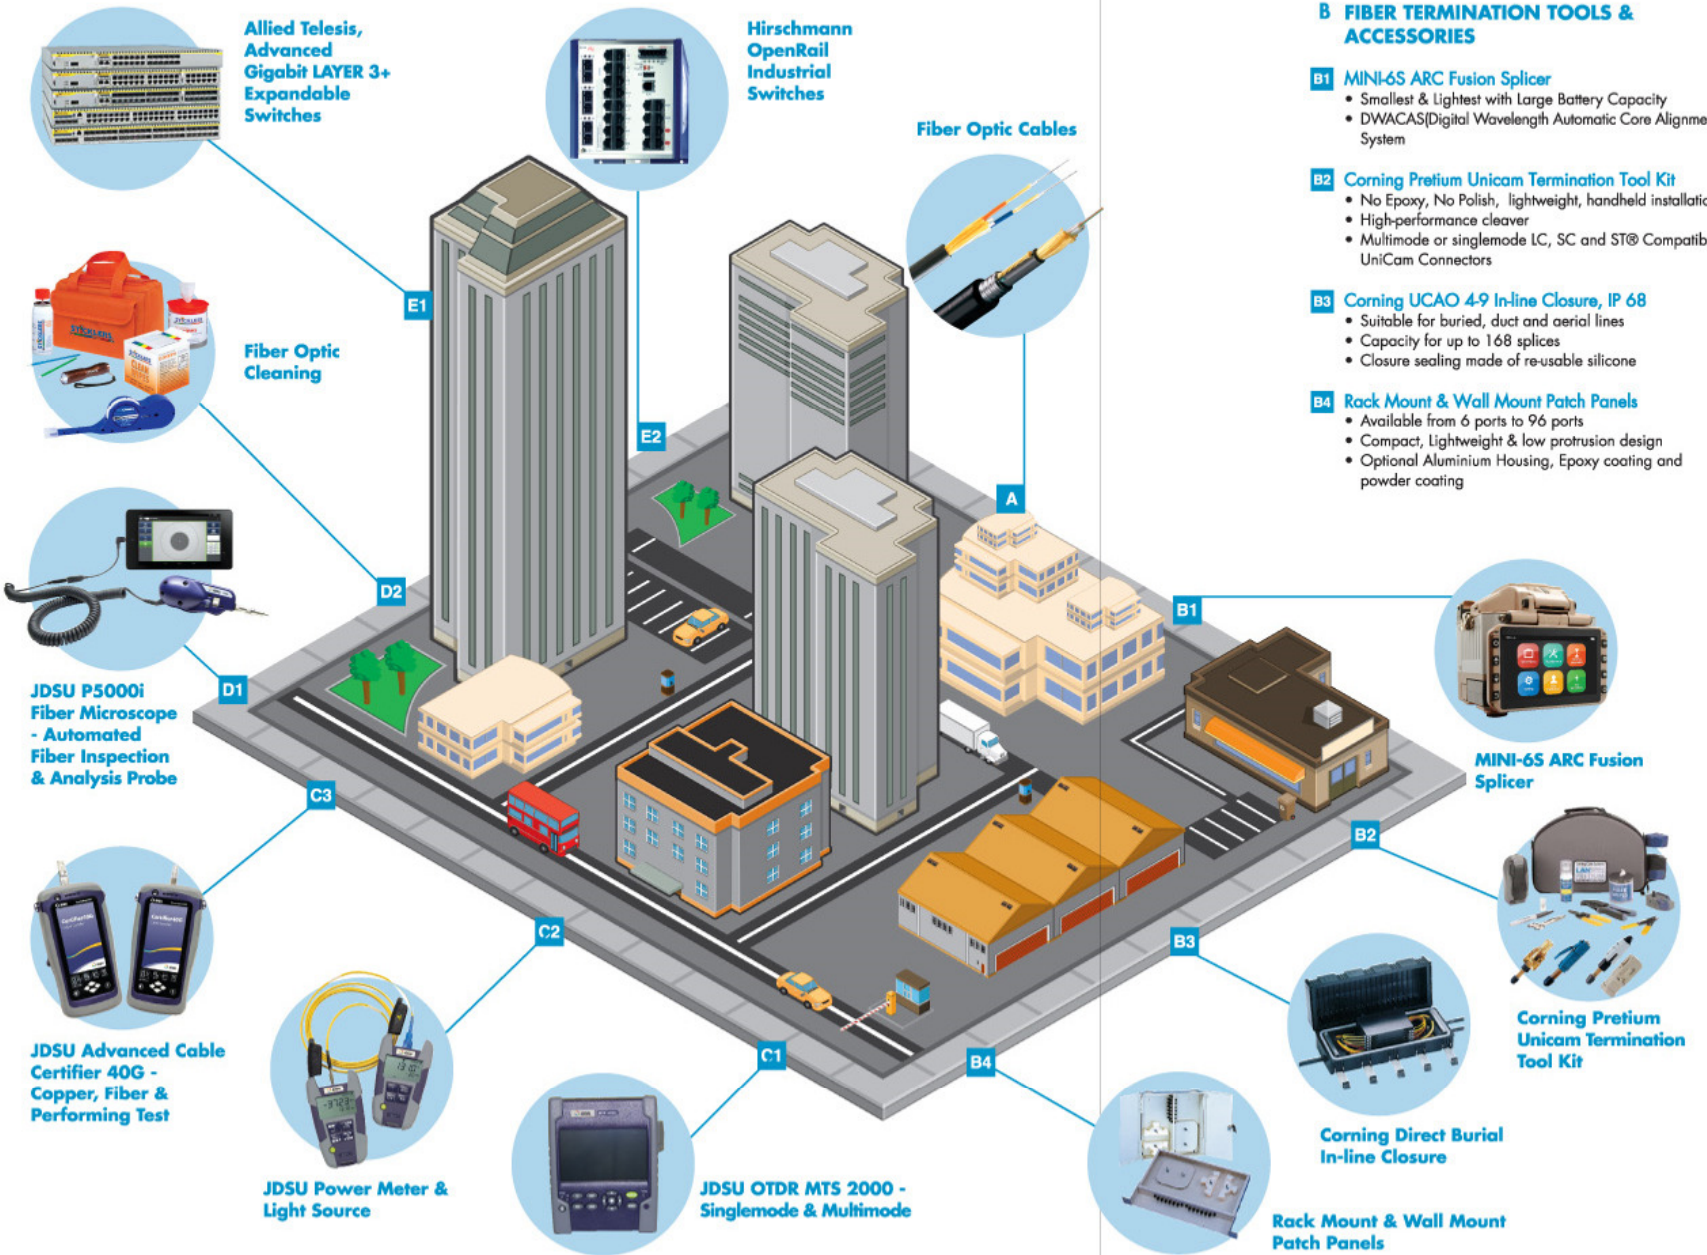 Allied Telesis,
Advanced
Gigabit LAYER 3+
Expandable
Switches
Hirschmann
OpenRail
Industrial
Switches
Fiber Optic Cables
B FIBER TERMINATION TOOLS &
ACCESSORIES
B1 MINI-6S ARC Fusion Splicer
• Smallest & Lightest with Large Battery Capacity
• DWACAS(Digital Wavelength Automatic Core Alignme
System
B2 Corning Pretium Unicam Termination Tool Kit
• No Epoxy, No Polish, lightweight, handheld installatio
• High-performance cleaver
• Multimode or singlemode LC, SC and ST® Compatib
UniCam Connectors
B3 Corning UCAO 4-9 In-line Closure, IP 68
• Suitable for buried, duct and aerial lines
• Capacity for up to 168 splices
• Closure sealing made of re-usable silicone
B4 Rack Mount & Wall Mount Patch Panels
• Available from 6 ports to 96 ports
• Compact, Lightweight & low protrusion design
• Optional Aluminium Housing, Epoxy coating and
powder coating
E1
Fiber Optic
Cleaning
E2
A
D2
B1
D1
JDSU P5000i
Fiber Microscope
- Automated
Fiber Inspection
& Analysis Probe
MINI-6S ARC Fusion
Splicer
C3
B2
C2
B3
JDSU Advanced Cable
Certifier 40G -
Copper, Fiber &
Performing Test
Corning Pretium
Unicam Termination
Tool Kit
C1
B4
Corning Direct Burial
In-line Closure
JDSU Power Meter &
Light Source
JDSU OTDR MTS 2000 -
Singlemode & Multimode
Rack Mount & Wall Mount
Patch Panels